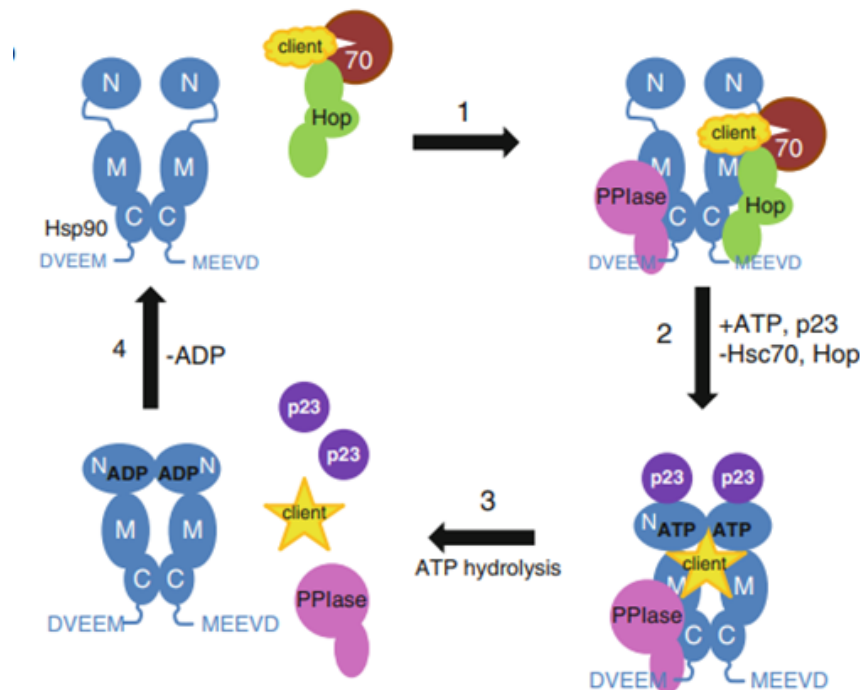 N N
client
70
Hop
1
M M
Hsp90
C C
DVEEM MEEVD
N N
client
70
M M
PPIase
Hop
C C
DVEEM MEEVD
2
+ATP, p23
-Hsc70, Hop
4
-ADP
p23
p23
N ADP ADP N
client
M M
C C
DVEEM MEEVD
PPIase
3
ATP hydrolysis
p23 p23
N ATP ATP
client
M M
PPIase
C C
DVEEM MEEVD